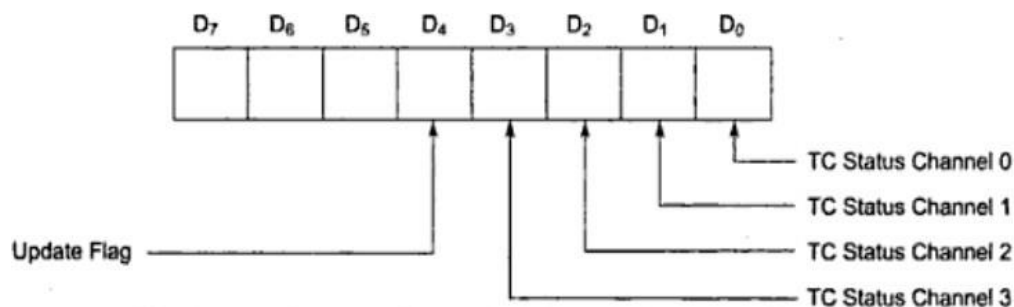 D7 D6 D5 D4 D3 D2 D1 D0
TC Status Channel 0
TC Status Channel 1
Update Flag
TC Status Channel 2
TC Status Channel 3